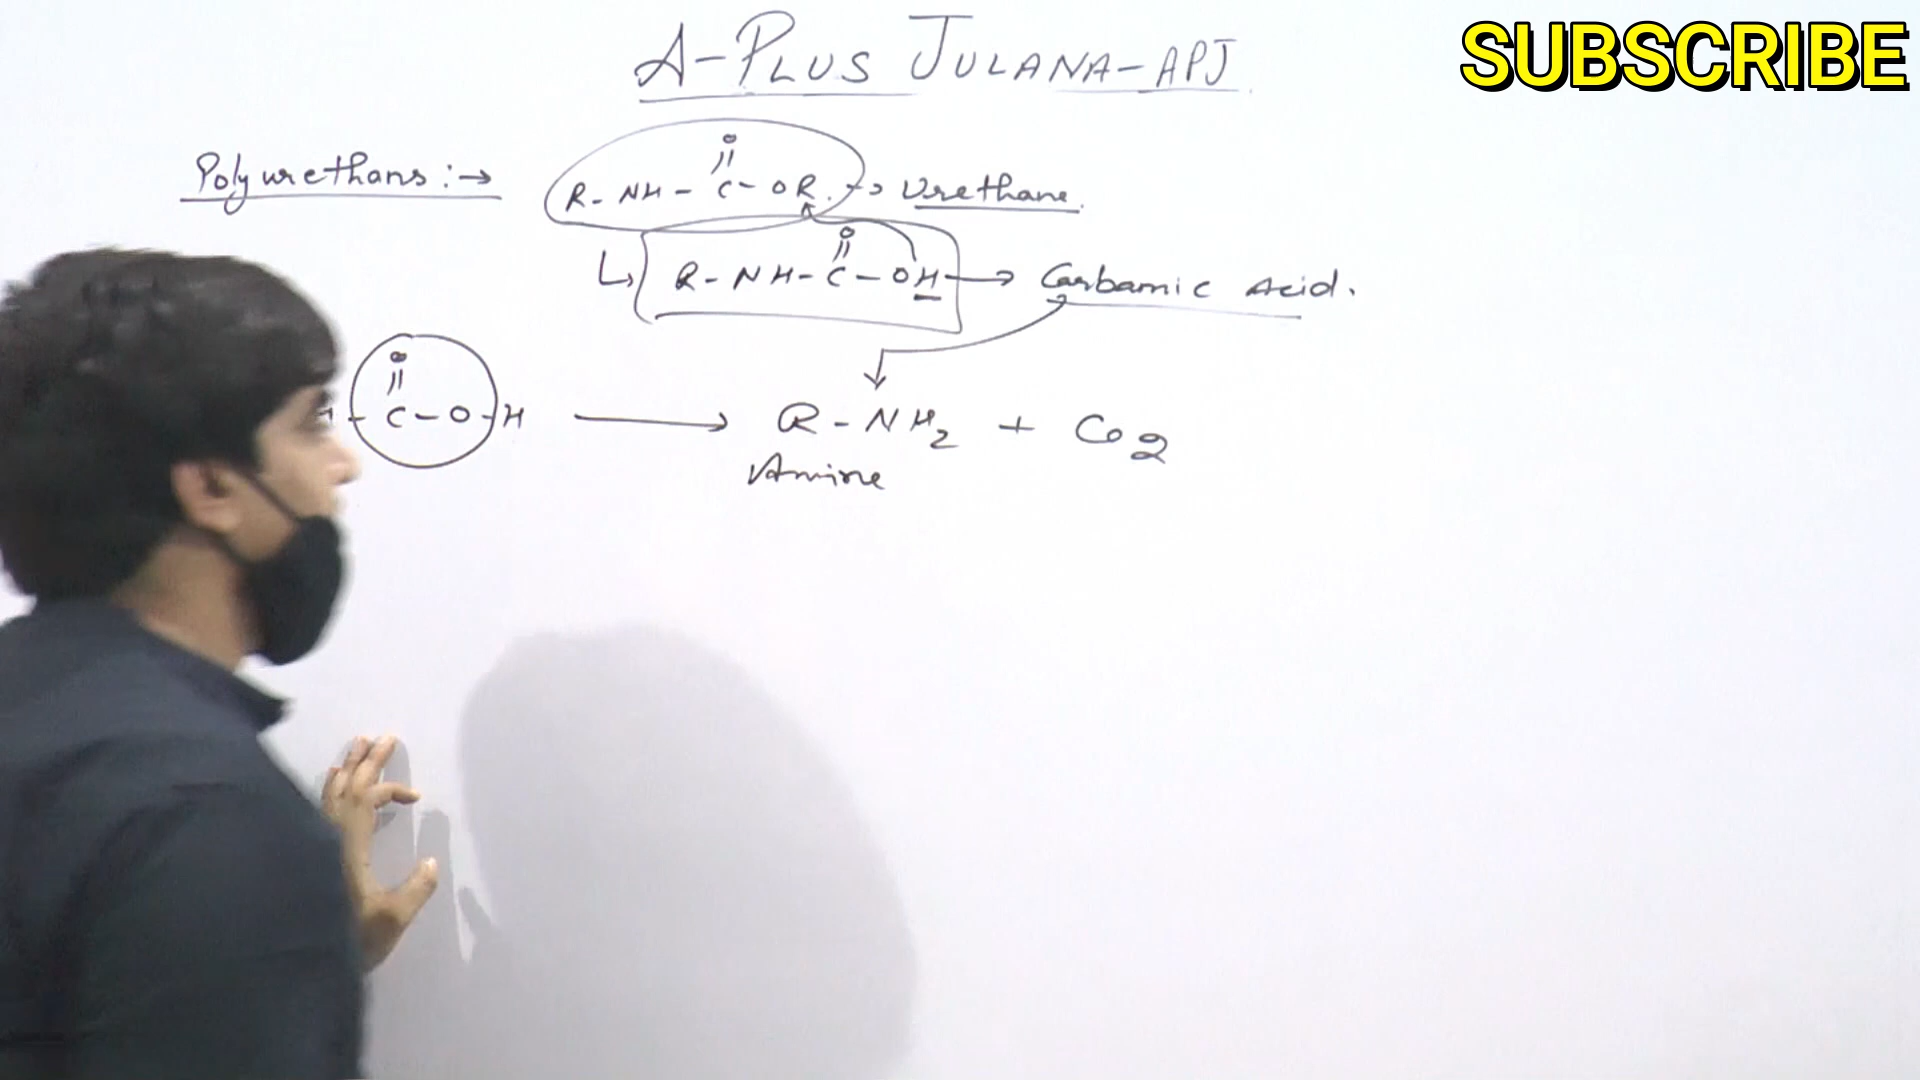 A-PLUS JULANA-APJ
SUBSCRIBE
Polyurethans :→
O
||
R - NH - C - OR. → Urethane.
O
||
↳ R - NH - C - OH → Carbamic Acid.
O
||
H - C - O - H → R - NH2 + CO2
Amine